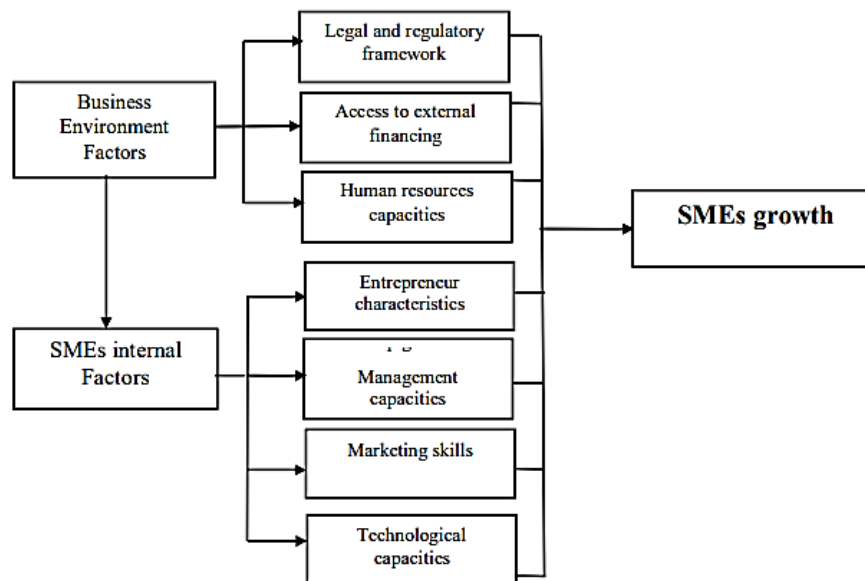 Legal and regulatory
framework
Business
Environment
Factors
Access to external
financing
Human resources
capacities
SMEs growth
Entrepreneur
characteristics
SMEs internal
Factors
Management
capacities
Marketing skills
Technological
capacities